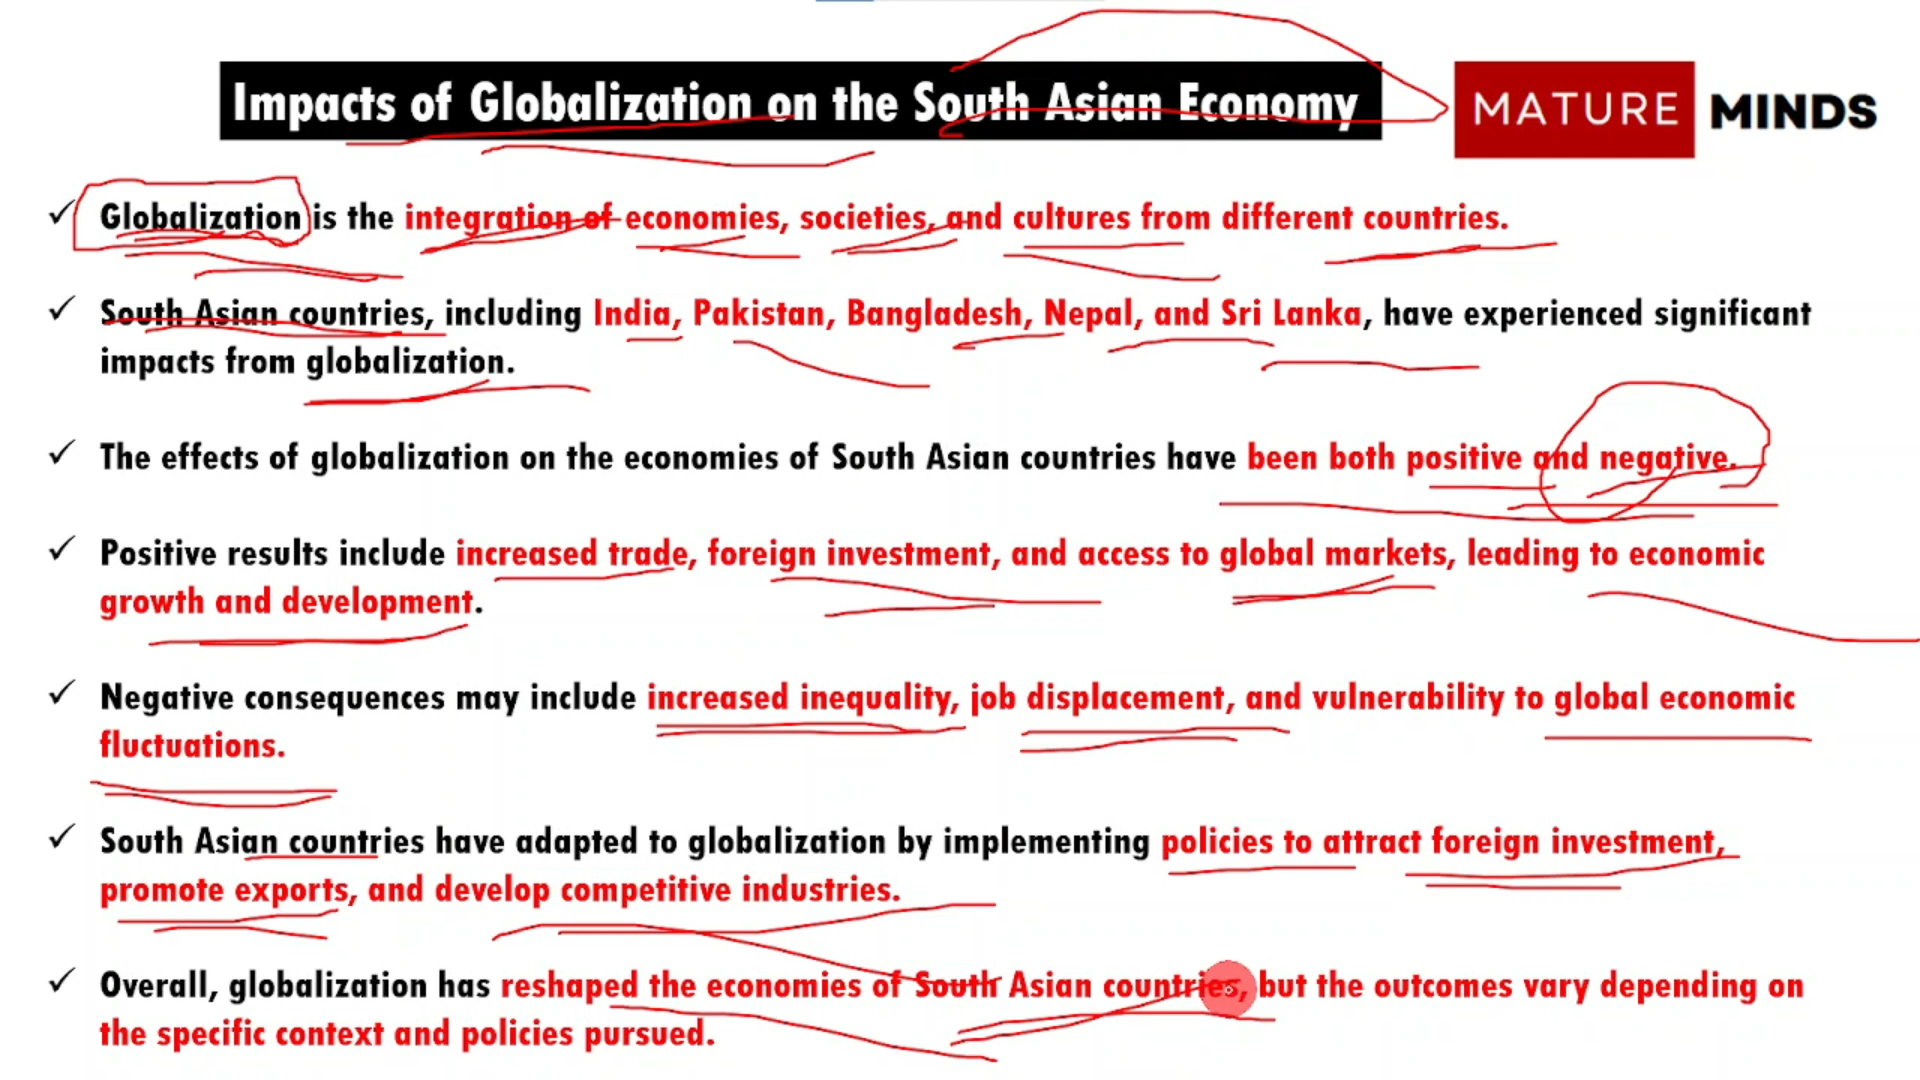 Impacts of Globalization on the South Asian Economy
MATURE MINDS
✓ Globalization is the integration of economies, societies, and cultures from different countries.
✓ South Asian countries, including India, Pakistan, Bangladesh, Nepal, and Sri Lanka, have experienced significant
impacts from globalization.
✓ The effects of globalization on the economies of South Asian countries have been both positive and negative.
✓ Positive results include increased trade, foreign investment, and access to global markets, leading to economic
growth and development.
✓ Negative consequences may include increased inequality, job displacement, and vulnerability to global economic
fluctuations.
✓ South Asian countries have adapted to globalization by implementing policies to attract foreign investment,
promote exports, and develop competitive industries.
✓ Overall, globalization has reshaped the economies of South Asian countries, but the outcomes vary depending on
the specific context and policies pursued.